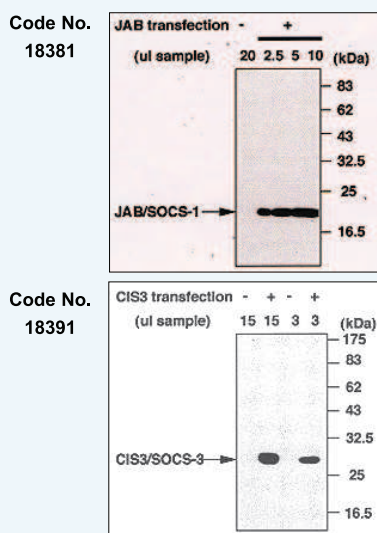 Code No.
18381
JAB transfection - +
(ul sample) 20 2.5 5 10 (kDa)
83
62
43
32.5
25
JAB/SOCS-1
16.5
Code No.
18391
CIS3 transfection - + - +
(ul sample) 15 15 3 3 (kDa)
175
83
62
43
32.5
CIS3/SOCS-3
25
16.5